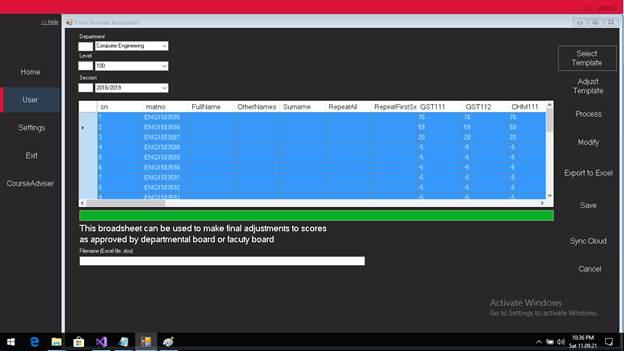 [-] Close [X]
<< Hide
Form Generate Broadsheet
Department
Computer Engineering
Level
100
Session
2018/2019
Home
User
Settings
Exit
CourseAdviser
sn matno FullName OtherNames Surname RepeatAll RepeatFirstSe GST111 GST112 CHM111
1 ENG1503585 76 76 76
2 ENG1503586 59 59 59
3 ENG1503587 20 20 20
4 ENG1503588 -5 -5 -5
5 ENG1503589 -5 -5 -5
6 ENG1503590 -5 -5 -5
7 ENG1503591 -5 -5 -5
8 ENG1503592 -5 -5 -5
9 ENG1503593 -5 -5 -5
This broadsheet can be used to make final adjustments to scores
as approved by departmental board or facuty board
Filename (Excel file .xlsx)
Select
Template
Adjust
Template
Process
Modify
Export to Excel
Save
Sync Cloud
Cancel
Activate Windows
Go to Settings to activate Windows.
10:36 PM
Sat 11.09.21